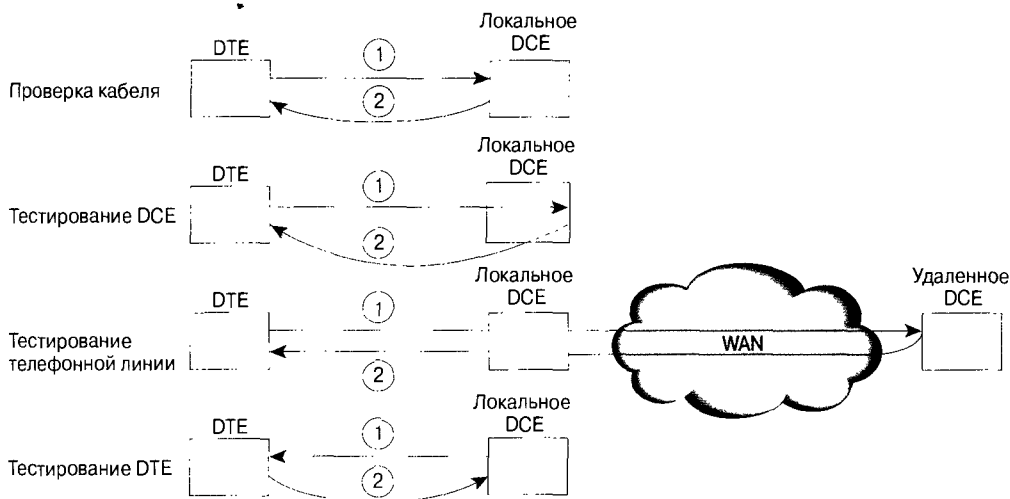 Локальное
DCE
DTE
1
Проверка кабеля
2
Локальное
DCE
DTE
1
Тестирование DCE
2
Локальное
DCE
Удаленное
DCE
DTE
1
WAN
Тестирование
телефонной линии
2
Локальное
DCE
DTE
1
Тестирование DTE
2